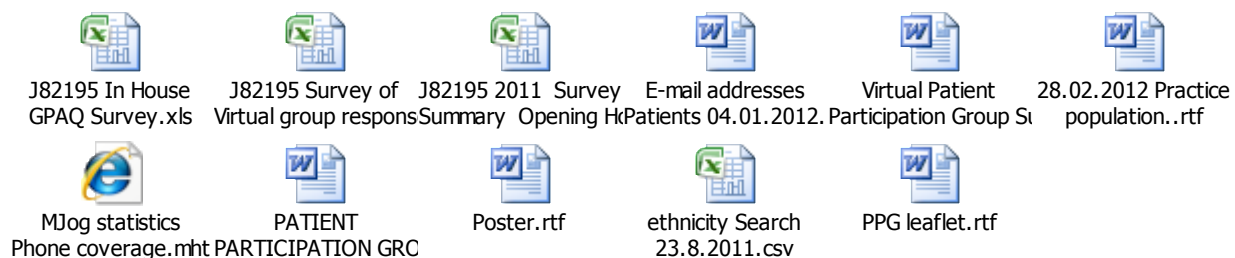 J82195 In House
GPAQ Survey.xls
J82195 Survey of
Virtual group respons
J82195 2011 Survey
Summary Opening Ho
E-mail addresses
Patients 04.01.2012.
Virtual Patient
Participation Group Su
28.02.2012 Practice
population..rtf
MJog statistics
Phone coverage.mht
PATIENT
PARTICIPATION GRO
Poster.rtf
ethnicity Search
23.8.2011.csv
PPG leaflet.rtf